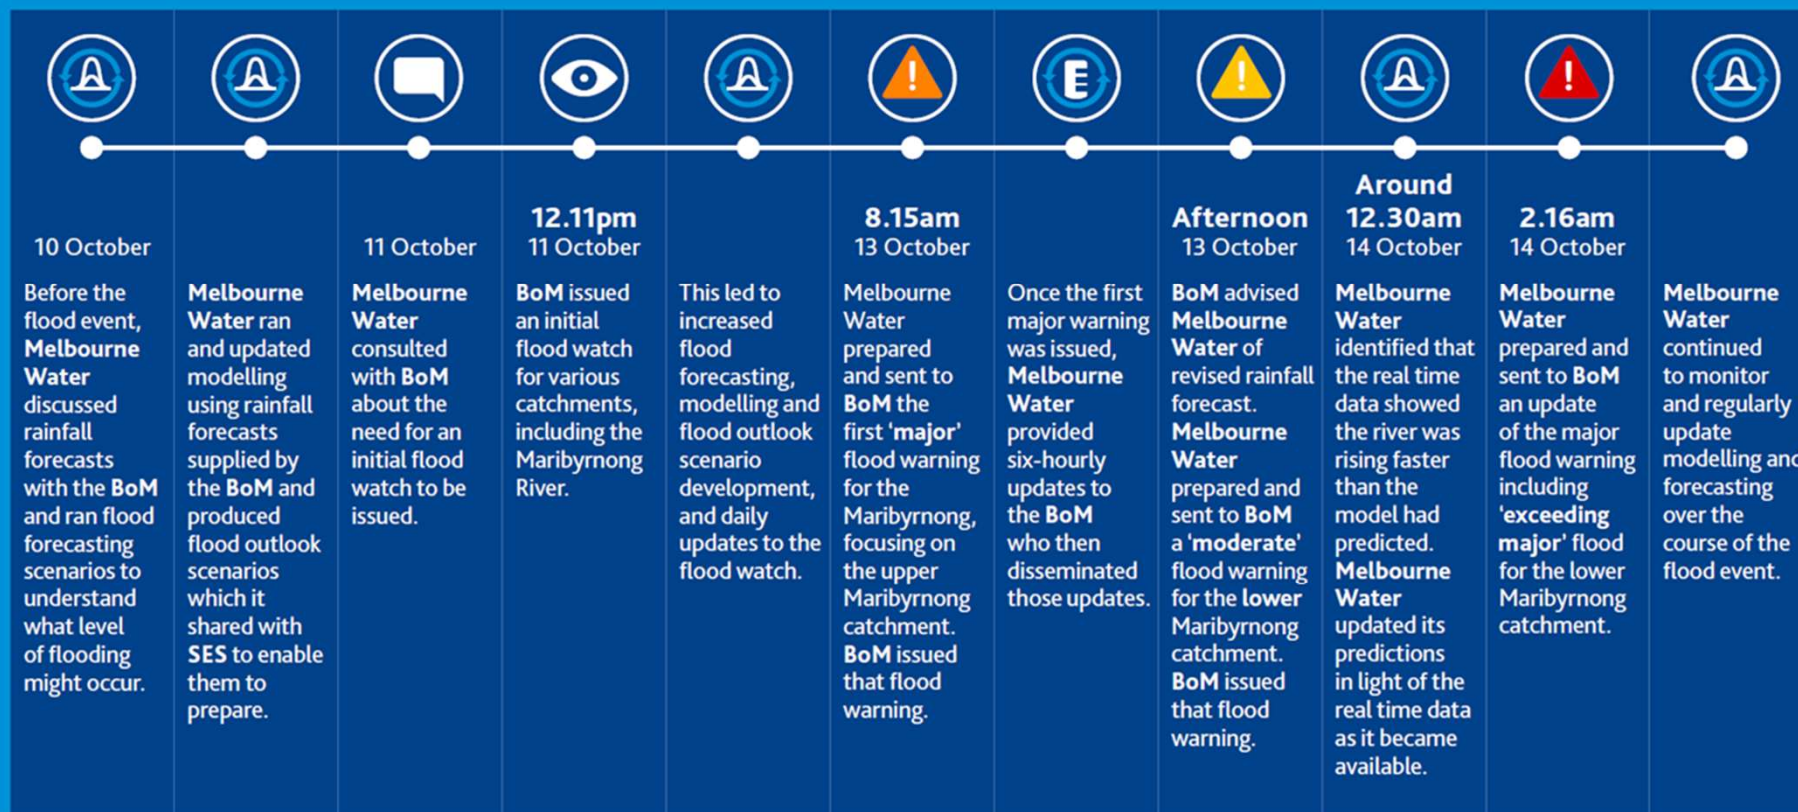 10 October
Before the
flood event,
Melbourne
Water
discussed
rainfall
forecasts
with the BoM
and ran flood
forecasting
scenarios to
understand
what level
of flooding
might occur.
Melbourne
Water ran
and updated
modelling
using rainfall
forecasts
supplied by
the BoM and
produced
flood outlook
scenarios
which it
shared with
SES to enable
them to
prepare.
11 October
Melbourne
Water
consulted
with BoM
about the
need for an
initial flood
watch to be
issued.
12.11pm
11 October
BoM issued
an initial
flood watch
for various
catchments,
including the
Maribyrnong
River.
This led to
increased
flood
forecasting,
modelling and
flood outlook
scenario
development,
and daily
updates to the
flood watch.
!
8.15am
13 October
Melbourne
Water
prepared
and sent to
BoM the
first ‘major’
flood warning
for the
Maribyrnong,
focusing on
the upper
Maribyrnong
catchment.
BoM issued
that flood
warning.
Once the first
major warning
was issued,
Melbourne
Water
provided
six-hourly
updates to
the BoM
who then
disseminated
those updates.
!
Afternoon
13 October
BoM advised
Melbourne
Water of
revised rainfall
forecast.
Melbourne
Water
prepared and
sent to BoM
a ‘moderate’
flood warning
for the lower
Maribyrnong
catchment.
BoM issued
that flood
warning.
Around
12.30am
14 October
Melbourne
Water
identified that
the real time
data showed
the river was
rising faster
than the
model had
predicted.
Melbourne
Water
updated its
predictions
in light of the
real time data
as it became
available.
!
2.16am
14 October
Melbourne
Water
prepared and
sent to BoM
an update
of the major
flood warning
including
‘exceeding
major’ flood
for the lower
Maribyrnong
catchment.
Melbourne
Water
continued
to monitor
and regularly
update
modelling and
forecasting
over the
course of the
flood event.